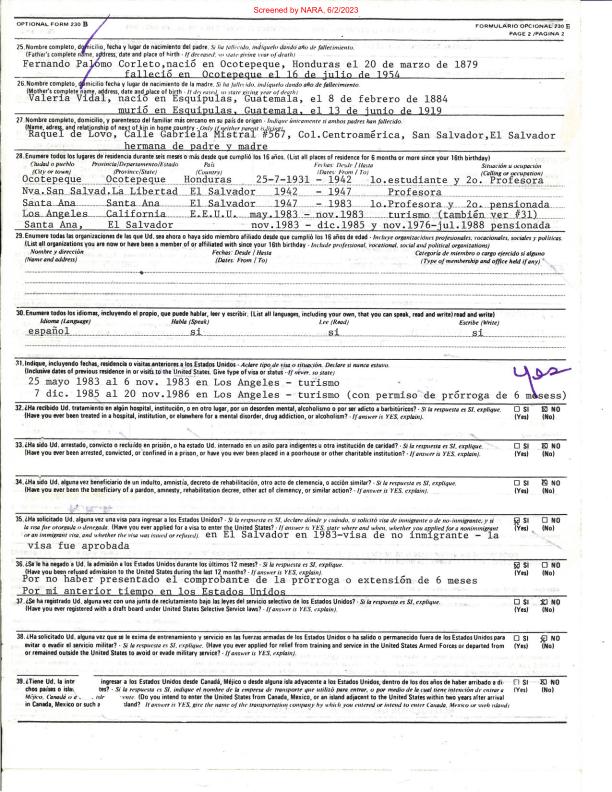 Screened by NARA, 6/2/2023
OPTIONAL FORM 230 B
FORMULARIO OPCIONAL 230 B
PAGE 2 /PAGINA 2
25. Nombre completo, domicilio, fecha y lugar de nacimiento del padre. Si ha fallecido, indíquelo dando año de fallecimiento.
(Father's complete name, address, date and place of birth - If deceased, so state giving year of death)
Fernando Palomo Corleto,nació en Ocotepeque, Honduras el 20 de marzo de 1879
falleció en Ocotepeque el 16 de julio de 1954
26. Nombre completo, domicilio fecha y lugar de nacimiento de la madre. Si ha fallecido, indíquelo dando año de fallecimiento.
(Mother's complete name, address, date and place of birth - If deceased, so state giving year of death)
Valeria Vidal, nació en Esquipulas, Guatemala, el 8 de febrero de 1884
murió en Esquipulas, Guatemala, el 13 de junio de 1919
27. Nombre completo, domicilio, y parentesco del familiar más cercano en su país de origen - Indique únicamente si ambos padres han fallecido.
(Name, adress, and relationship of next of kin in home country - Only if neither parent is living)
Raquel de Lovo, Calle Gabriela Mistral #567, Col.Centroamérica, San Salvador,El Salvador
hermana de padre y madre
28. Enumere todos los lugares de residencia durante seis meses o más desde que cumplió los 16 años. (List all places of residence for 6 months or more since your 16th birthday)
Ciudad o pueblo Provincia/Departamento/Estado País Fechas: Desde / Hasta Situación u ocupación
(City or town) (Province/State) (Country) (Dates: From / To) (Calling or occupation)
Ocotepeque Ocotepeque Honduras 25-7-1931 - 1942 1o.estudiante y 2o. Profesora
Nva.San Salvad.La Libertad El Salvador 1942 - 1947 Profesora
Santa Ana Santa Ana El Salvador 1947 - 1983 1o.Profesora y 2o. pensionada
Los Angeles California E.E.U.U. may.1983 - nov.1983 turismo (también ver #31)
Santa Ana, El Salvador nov.1983 - dic.1985 y nov.1976-jul.1988 pensionada
29. Enumere todas las organizaciones de las que Ud. sea ahora o haya sido miembro afiliado desde que cumplió los 16 años de edad - Incluye organizaciónes profesionales, vocacionales, sociales y políticas.
(List all organizations you are now or have been a member of or affiliated with since your 16th birthday - Include professional, vocational, social and political organizations)
Nombre y dirección Fechas: Desde / Hasta Categoría de miembro o cargo ejercido si alguno
(Name and address) (Dates: From / To) (Type of membership and office held if any)
30. Enumere todos los idiomas, incluyendo el propio, que puede hablar, leer y escribir. (List all languages, including your own, that you can speak, read and write) read and write)
Idioma (Language) Habla (Speak) Lee (Read) Escribe (Write)
español si si si
31. Indique, incluyendo fechas, residencia o visitas anteriores a los Estados Unidos - Aclare tipo de visa o situación. Declare si nunca estuvo.
(Inclusive dates of previous residence in or visits to the United States. Give type of visa or status - If never, so state)
yes
25 mayo 1983 al 6 nov. 1983 en Los Angeles - turismo
7 dic. 1985 al 20 nov.1986 en Los Angeles - turismo (con permiso de prórroga de 6 mesess)
32. ¿Ha recibido Ud. tratamiento en algún hospital, institución, o en otro lugar, por un desorden mental, alcoholismo o por ser adicto a barbitúricos? - Si la respuesta es SI, explique. ☐ SI ☒ NO
(Have you ever been treated in a hospital, institution, or elsewhere for a mental disorder, drug addiction, or alcoholism? - If answer is YES, explain). (Yes) (No)
33. ¿Ha sido Ud. arrestado, convicto o recluído en prisión, o ha estado Ud. internado en un asilo para indigentes u otra institución de caridad? - Si la respuesta es SI, explique. ☐ SI ☒ NO
(Have you ever been arrested, convicted, or confined in a prison, or have you ever been placed in a poorhouse or other charitable institution? - If answer is YES, explain). (Yes) (No)
34. ¿Ha sido Ud. alguna vez beneficiario de un indulto, amnistía, decreto de rehabilitación, otro acto de clemencia, o acción similar? - Si la respuesta es SI, explique. ☐ SI ☒ NO
(Have you ever been the beneficiary of a pardon, amnesty, rehabilitation decree, other act of clemency, or similar action? - If answer is YES, explain). (Yes) (No)
35. ¿Ha solicitado Ud. alguna vez una visa para ingresar a los Estados Unidos? - Si la respuesta es SI, declare dónde y cuándo, si solicitó visa de inmigrante o de no-inmigrante, y si ☒ SI ☐ NO
la visa fue otorgada o denegada. (Have you ever applied for a visa to enter the United States? - If answer is YES, state where and when, whether you applied for a nonimmigrant (Yes) (No)
or an immigrant visa, and whether the visa was issued or refused). en El Salvador en 1983-visa de no inmigrante - la
visa fue aprobada
36. ¿Se le ha negado a Ud. la admisión a los Estados Unidos durante los últimos 12 meses? - Si la respuesta es SI, explique. ☒ SI ☐ NO
(Have you been refused admission to the United States during the last 12 months? - If answer is YES, explain). (Yes) (No)
Por no haber presentado el comprobante de la prórroga o extensión de 6 meses
Por mi anterior tiempo en los Estados Unidos
37. ¿Se ha registrado Ud. alguna vez con una junta de reclutamiento bajo las leyes del servicio selectivo de los Estados Unidos? - Si la respuesta es SI, explique. ☐ SI ☒ NO
(Have you ever registered with a draft board under United States Selective Service laws? - If answer is YES, explain). (Yes) (No)
38. ¿Ha solicitado Ud. alguna vez que se le exima de entrenamiento y servicio en las fuerzas armadas de los Estados Unidos o ha salido o permanecido fuera de los Estados Unidos para ☐ SI ☒ NO
evitar o evadir el servicio militar? - Si la respuesta es SI, explique. (Have you ever applied for relief from training and service in the United States Armed Forces or departed from (Yes) (No)
or remained outside the United States to avoid or evade military service? - If answer is YES, explain).
39. ¿Tiene Ud. la inte ingresar a los Estados Unidos desde Canadá, Méjico o desde alguna isla adyacente a los Estados Unidos, dentro de los dos años de haber arribado a di- ☐ SI ☒ NO
chos países o islas tes? - Si la respuesta es SI, indique el nombre de la empresa de transporte que utilizó para entrar, o por medio de la cual tiene intención de entrar a (Yes) (No)
Méjico, Canadá o d isla ente. (Do you intend to enter the United States from Canada, Mexico, or an island adjacent to the United States within two years after arrival
in Canada, Mexico or such a island? If answer is YES, give the name of the transportation company by which you entered or intend to enter Canada, Mexico or such island)